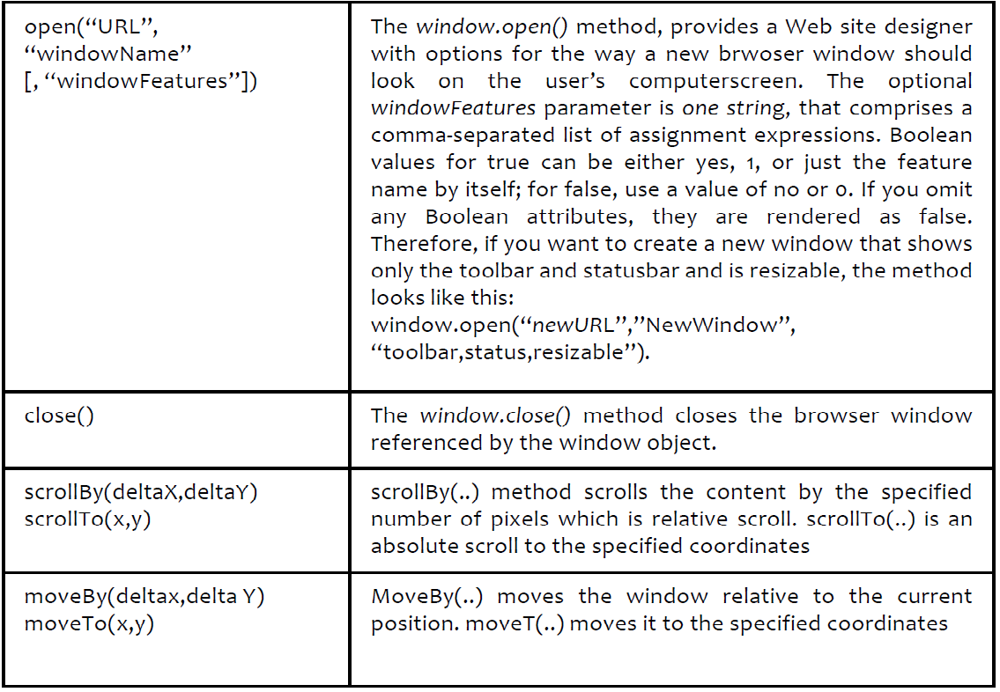 open(“URL”,
“windowName”
[, “windowFeatures”])
The window.open() method, provides a Web site designer
with options for the way a new brwoser window should
look on the user’s computerscreen. The optional
windowFeatures parameter is one string, that comprises a
comma-separated list of assignment expressions. Boolean
values for true can be either yes, 1, or just the feature
name by itself; for false, use a value of no or 0. If you omit
any Boolean attributes, they are rendered as false.
Therefore, if you want to create a new window that shows
only the toolbar and statusbar and is resizable, the method
looks like this:
window.open(“newURL”,”NewWindow”,
“toolbar,status,resizable”).
close()
The window.close() method closes the browser window
referenced by the window object.
scrollBy(deltaX,deltaY)
scrollTo(x,y)
scrollBy(..) method scrolls the content by the specified
number of pixels which is relative scroll. scrollTo(..) is an
absolute scroll to the specified coordinates
moveBy(deltax,delta Y)
moveTo(x,y)
MoveBy(..) moves the window relative to the current
position. moveT(..) moves it to the specified coordinates